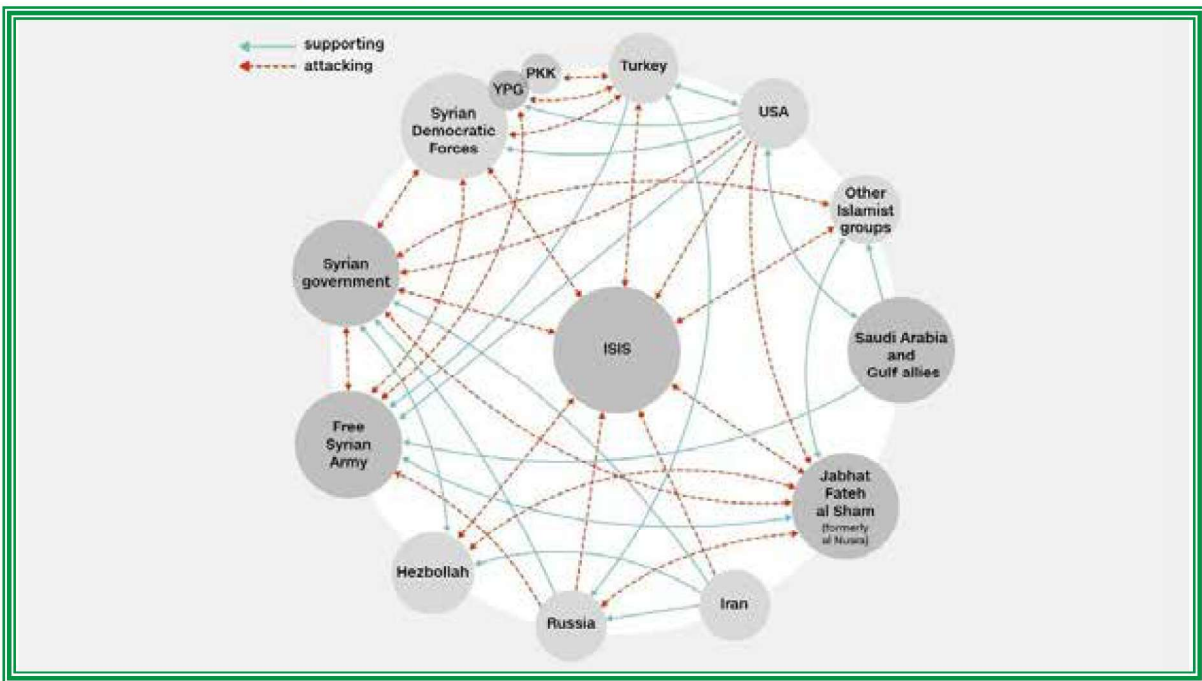 supporting
attacking
PKK
YPG
Turkey
USA
Syrian
Democratic
Forces
Other
Islamist
groups
Syrian
government
ISIS
Saudi Arabia
and
Gulf allies
Free
Syrian
Army
Jabhat
Fateh
al Sham
(formerly
al Nusra)
Hezbollah
Iran
Russia